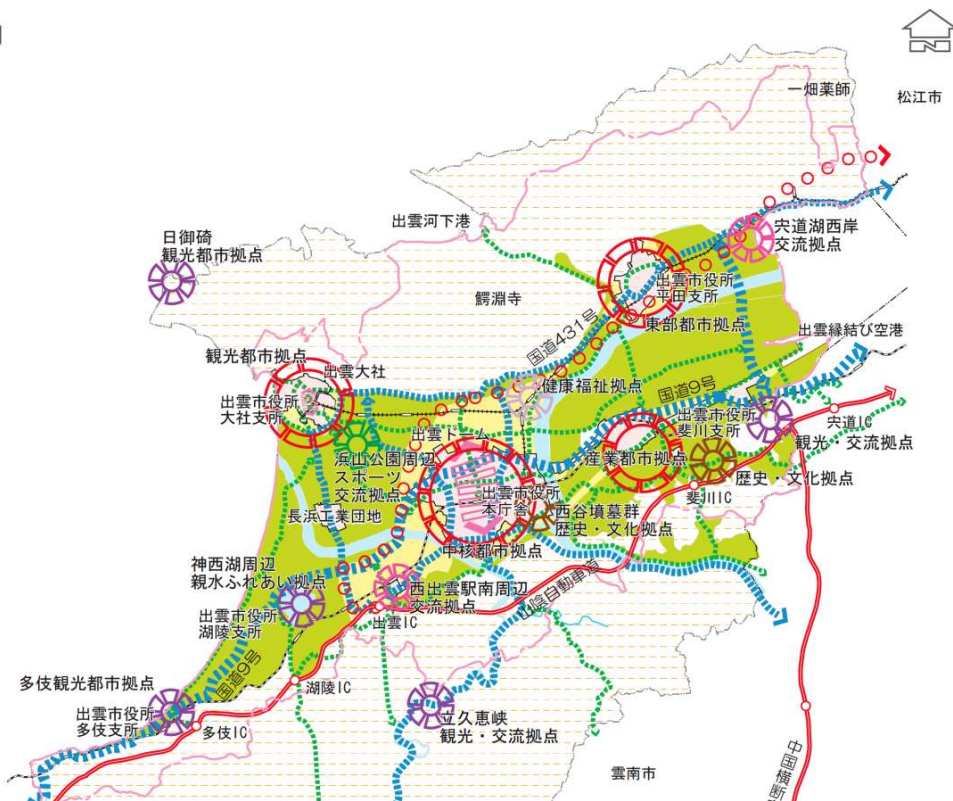 一畑薬師
松江市
出雲河下港
宍道湖西岸
交流拠点
日御碕
観光都市拠点
鰐淵寺
出雲市役所
平田支所
国道431号
東部都市拠点
出雲縁結び空港
観光都市拠点
出雲大社
健康福祉拠点
国道9号
出雲市役所
大社支所
出雲市役所
斐川支所
宍道IC
出雲ドーム
観光・交流拠点
浜山公園周辺
スポーツ
交流拠点
産業都市拠点
歴史・文化拠点
出雲市役所
本庁舎
斐川IC
長浜工業団地
西谷墳墓群
歴史・文化拠点
中核都市拠点
神西湖周辺
親水ふれあい拠点
西出雲駅南周辺
交流拠点
山陰自動車道
出雲市役所
湖陵支所
出雲IC
国道9号
多伎観光都市拠点
湖陵IC
出雲市役所
多伎支所
多伎IC
立久恵峡
観光・交流拠点
雲南市
中国横断